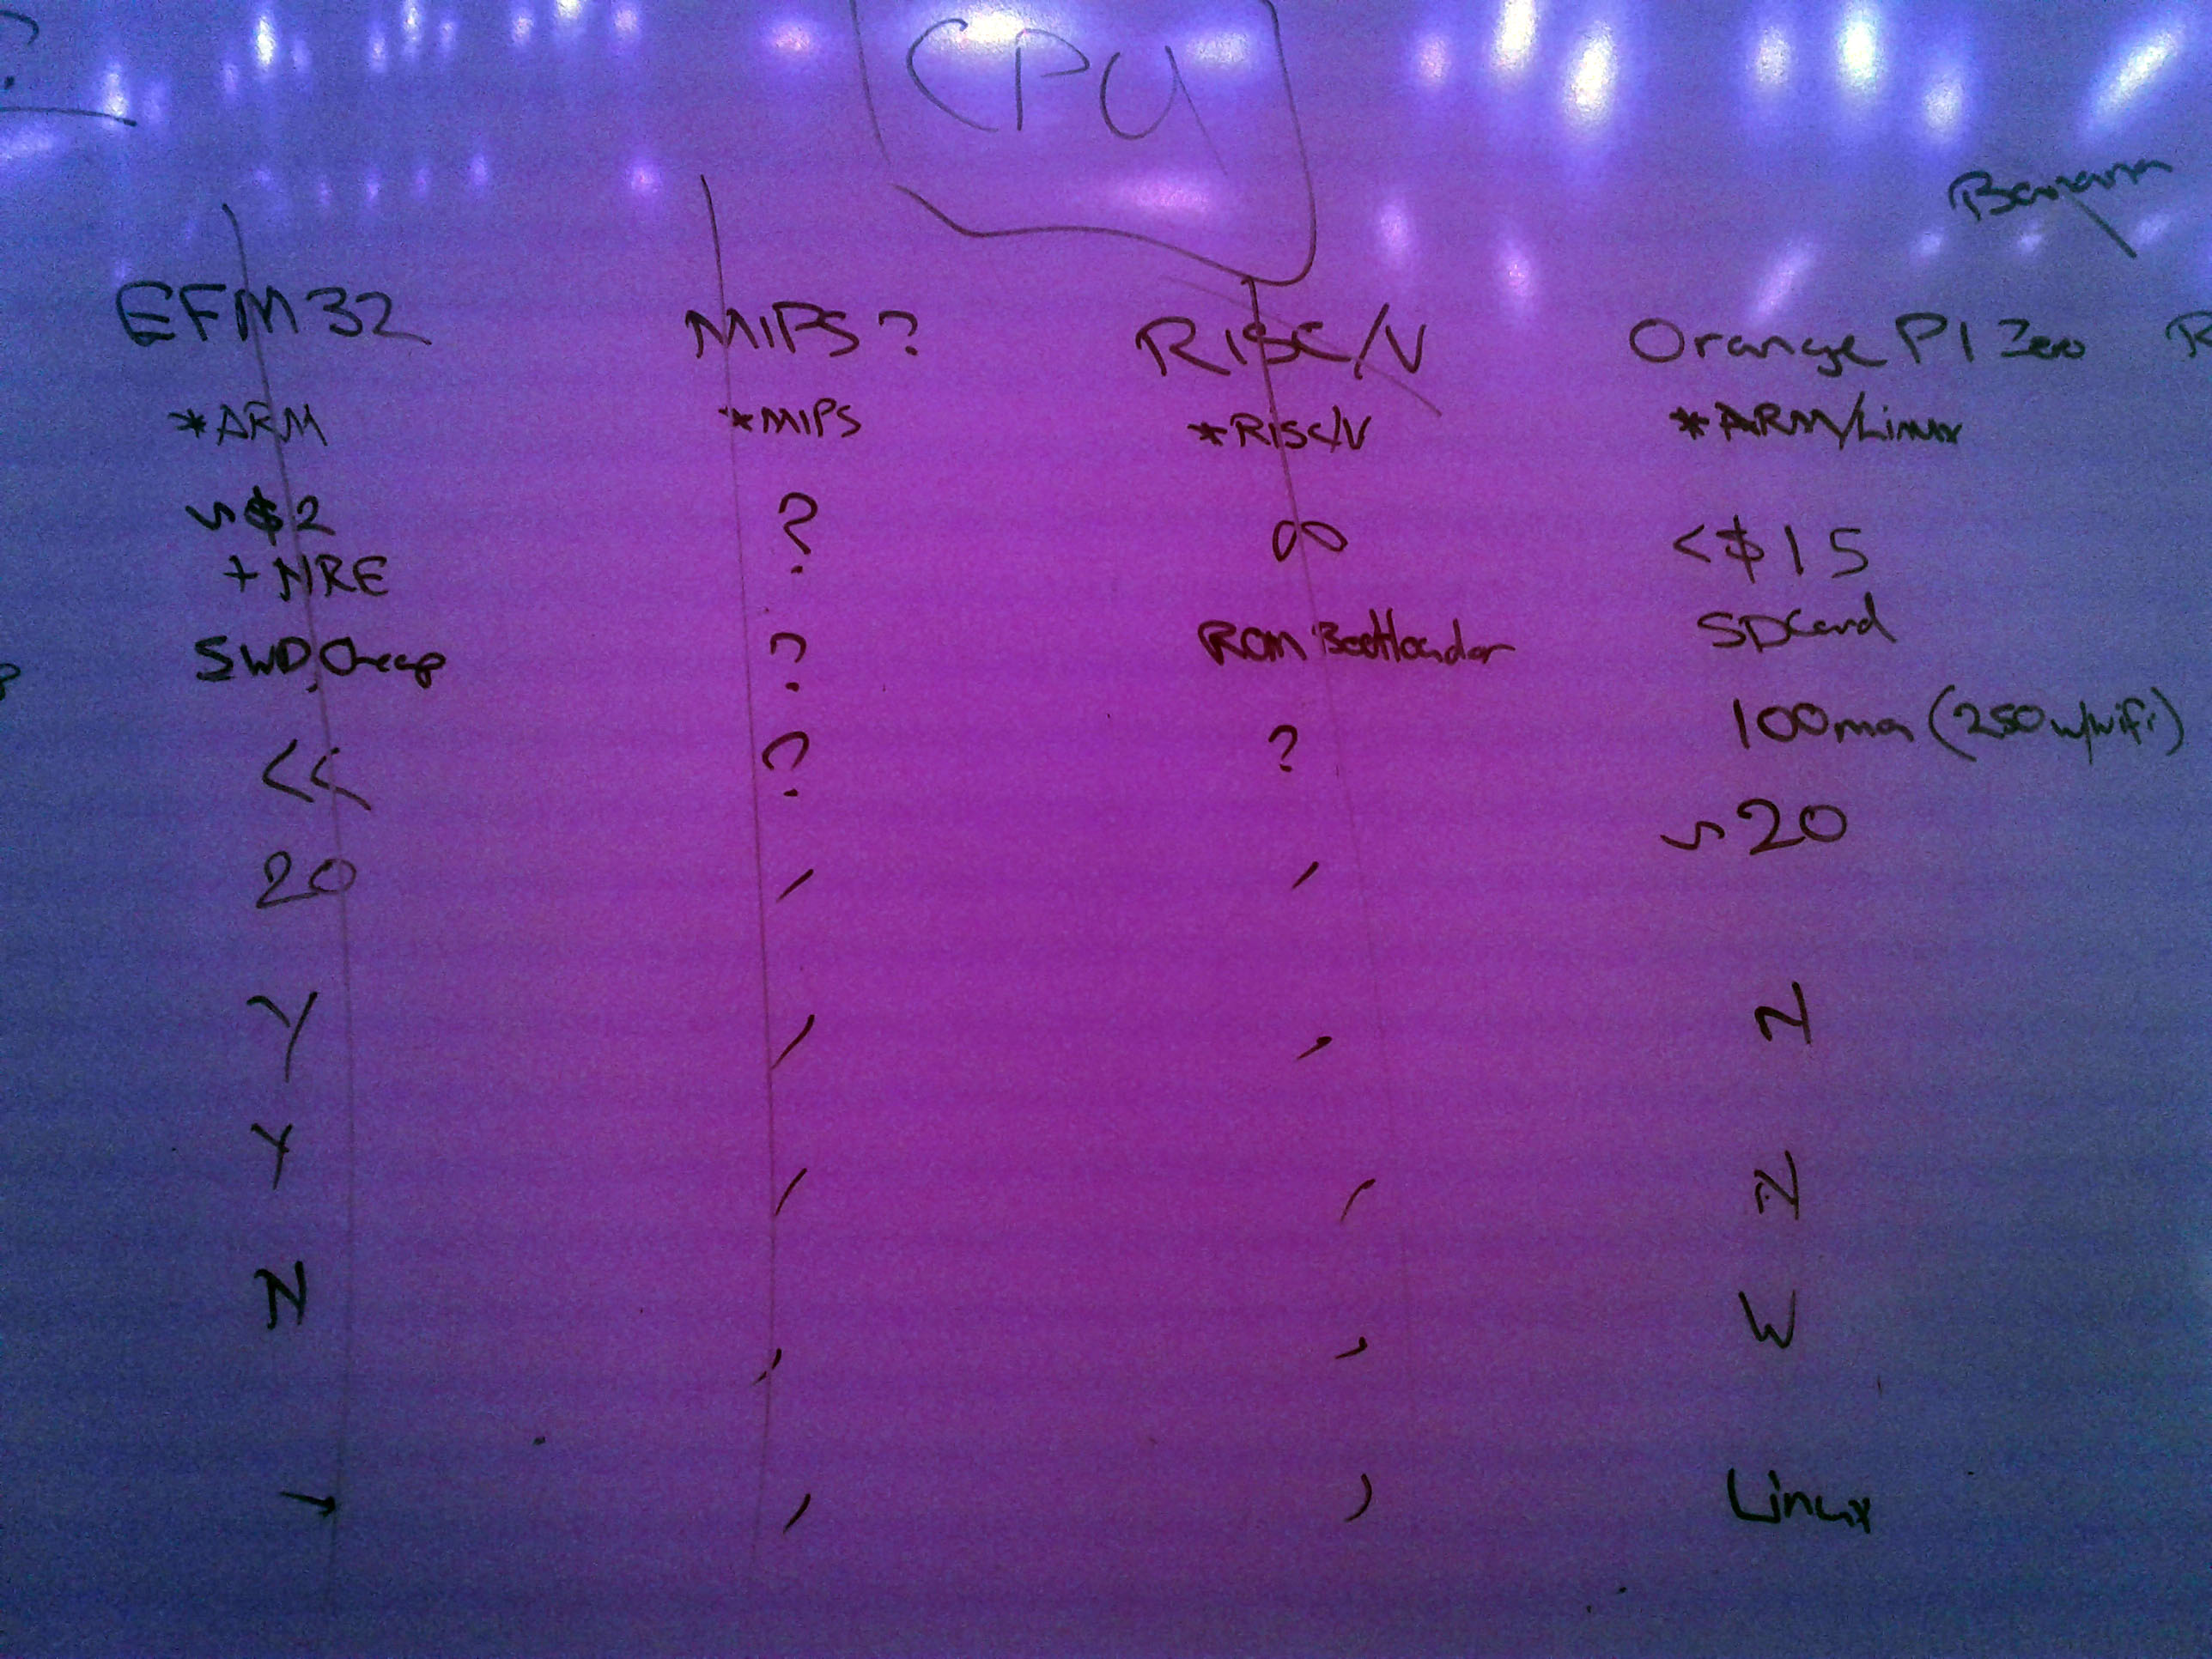 CPU
Banana
EFM32 MIPS? RISC/V Orange PI Zero R
*ARM *MIPS *RISC/V *ARM/Linux
~$2 ? ∞ <$15
+NRE
SWD, Cheap ? ROM Bootloader SDCard
<< ? ? 100ma (250 w/wifi)
20 / / ~20
Y / / N
Y / / N
N / / W
/ / Linux